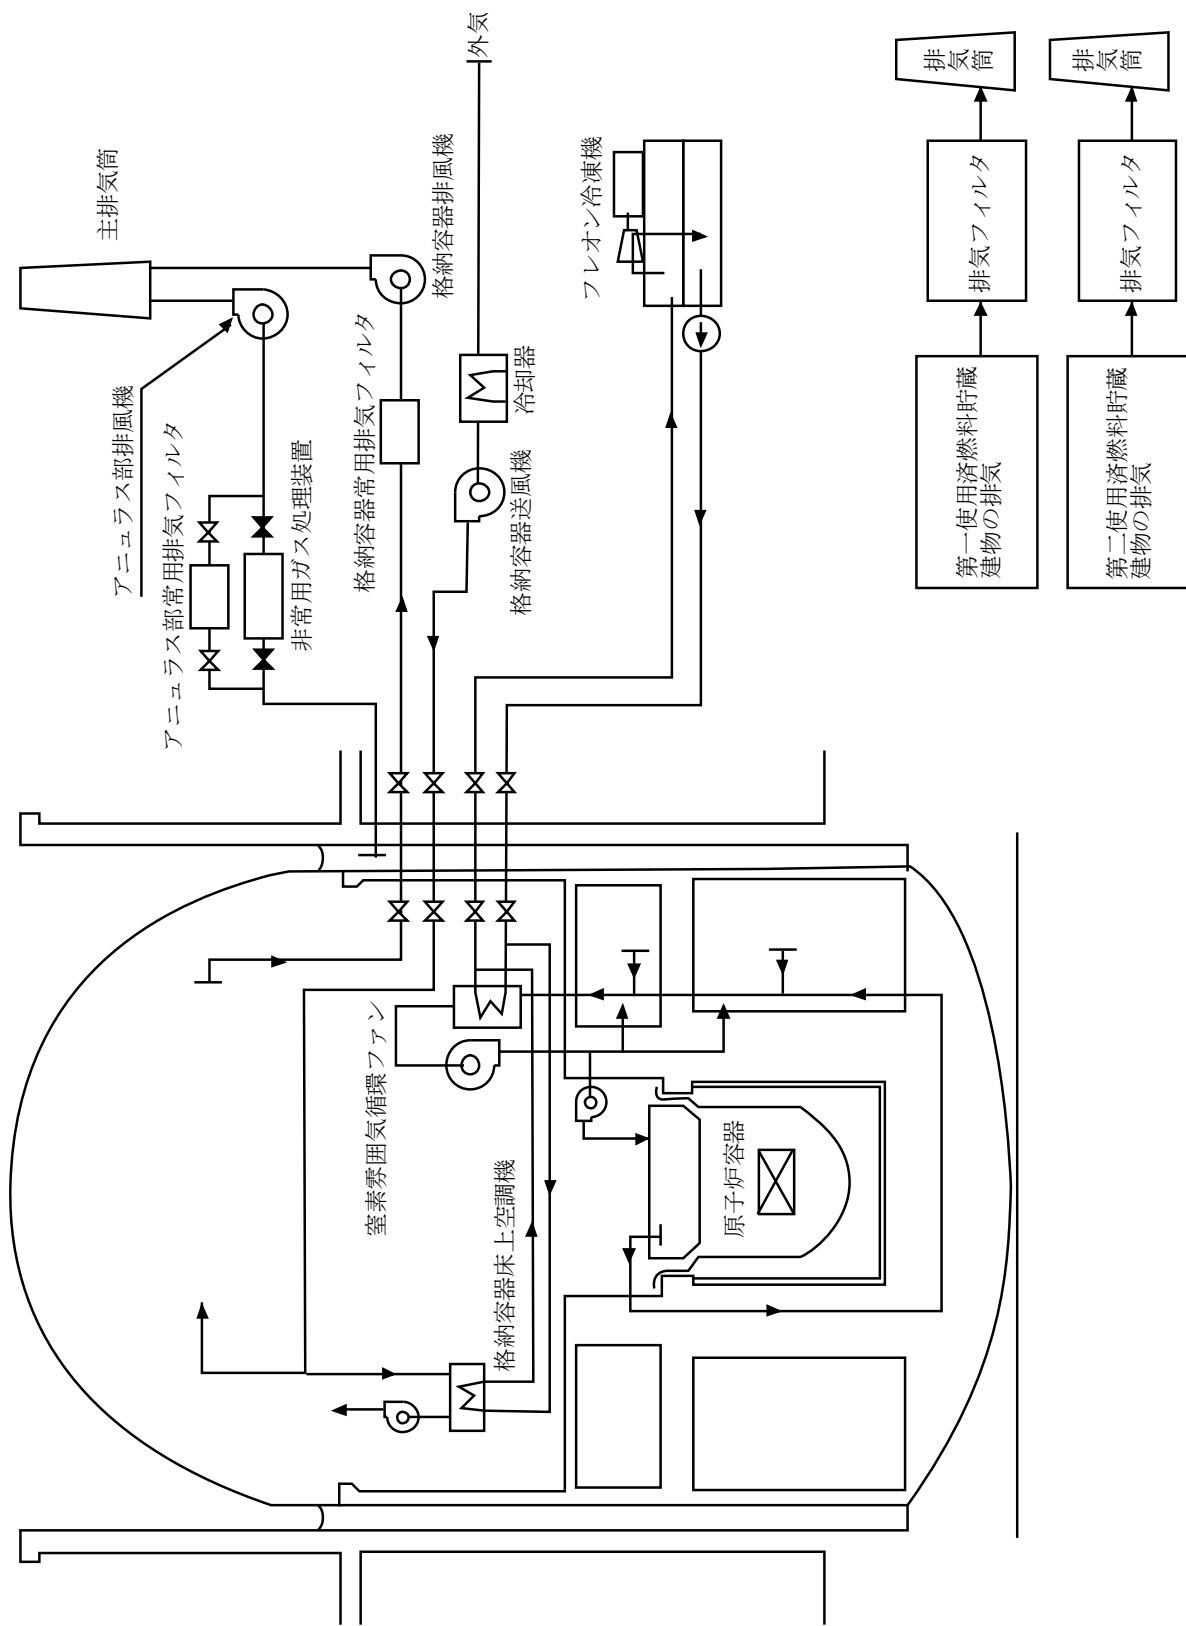 主排気筒
アニュラス部排風機
アニュラス部常用排気フィルタ
非常用ガス処理装置
格納容器常用排気フィルタ
格納容器排風機
外気
冷却器
格納容器送風機
フレオン冷凍機
窒素雰囲気循環ファン
格納容器床上空調機
原子炉容器
排気筒
排気フィルタ
第一使用済燃料貯蔵
建物の排気
排気筒
排気フィルタ
第二使用済燃料貯蔵
建物の排気